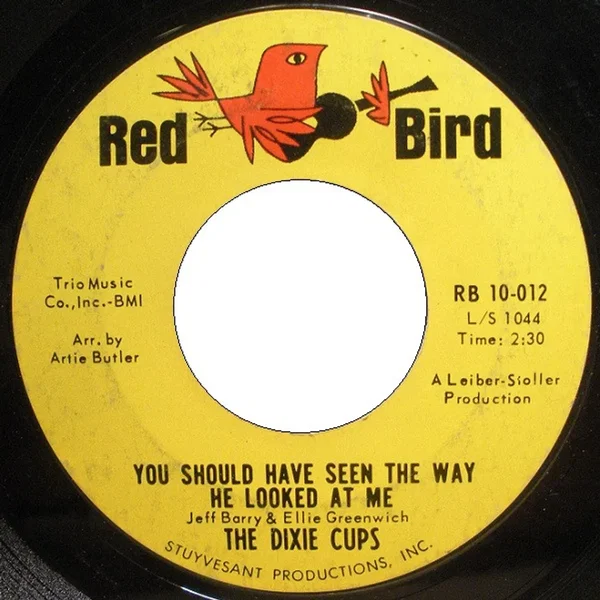 Red Bird
Trio Music
Co.,Inc.-BMI
Arr. by
Artie Butler
RB 10-012
L/S 1044
Time: 2:30
A Leiber-Stoller
Production
YOU SHOULD HAVE SEEN THE WAY
HE LOOKED AT ME
Jeff Barry & Ellie Greenwich
THE DIXIE CUPS
STUYVESANT PRODUCTIONS, INC.